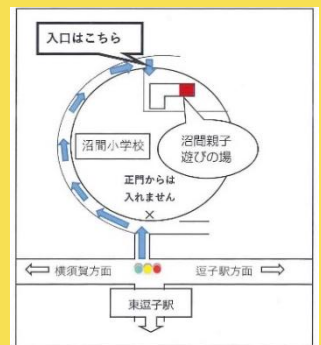 入口はこちら
沼間小学校
沼間親子
遊びの場
正門からは
入れません
×
横須賀方面
逗子駅方面
東逗子駅